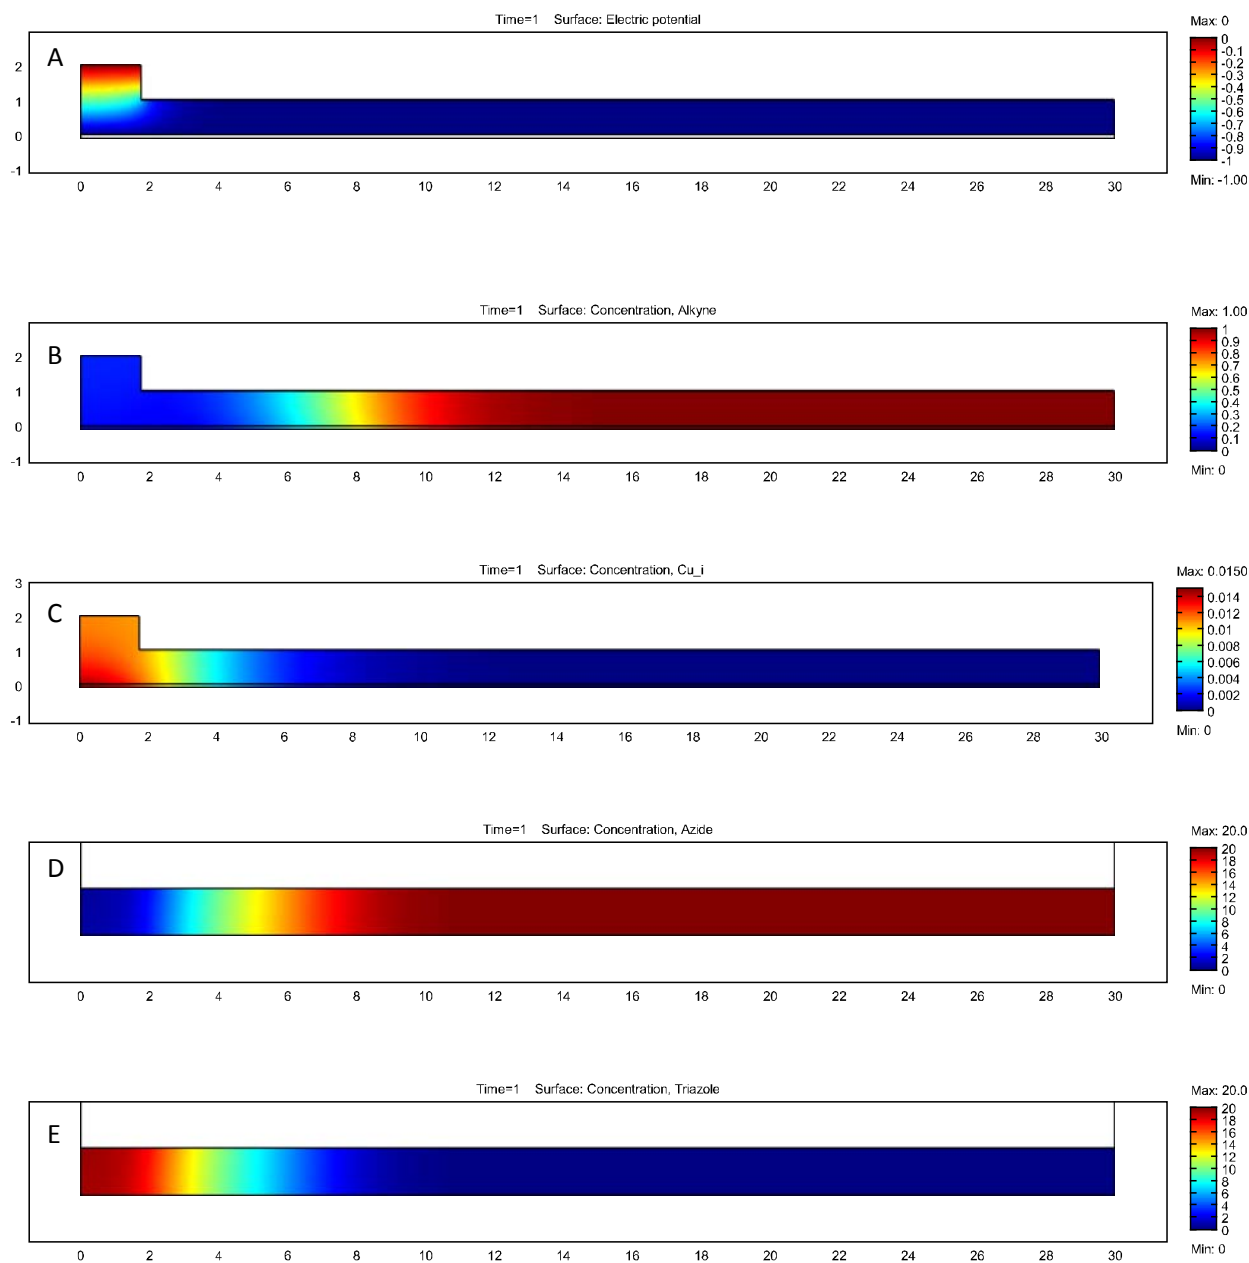 Time=1 Surface: Electric potential
Max: 0
A
2
1
0
-1
0 2 4 6 8 10 12 14 16 18 20 22 24 26 28 30
0
-0.1
-0.2
-0.3
-0.4
-0.5
-0.6
-0.7
-0.8
-0.9
-1
Min: -1.00
Time=1 Surface: Concentration, Alkyne
Max: 1.00
B
2
1
0
-1
0 2 4 6 8 10 12 14 16 18 20 22 24 26 28 30
1
0.9
0.8
0.7
0.6
0.5
0.4
0.3
0.2
0.1
0
Min: 0
Time=1 Surface: Concentration, Cu_i
Max: 0.0150
C
3
2
1
0
-1
0 2 4 6 8 10 12 14 16 18 20 22 24 26 28 30
0.014
0.012
0.01
0.008
0.006
0.004
0.002
0
Min: 0
Time=1 Surface: Concentration, Azide
Max: 20.0
D
0 2 4 6 8 10 12 14 16 18 20 22 24 26 28 30
20
18
16
14
12
10
8
6
4
2
0
Min: 0
Time=1 Surface: Concentration, Triazole
Max: 20.0
E
0 2 4 6 8 10 12 14 16 18 20 22 24 26 28 30
20
18
16
14
12
10
8
6
4
2
0
Min: 0